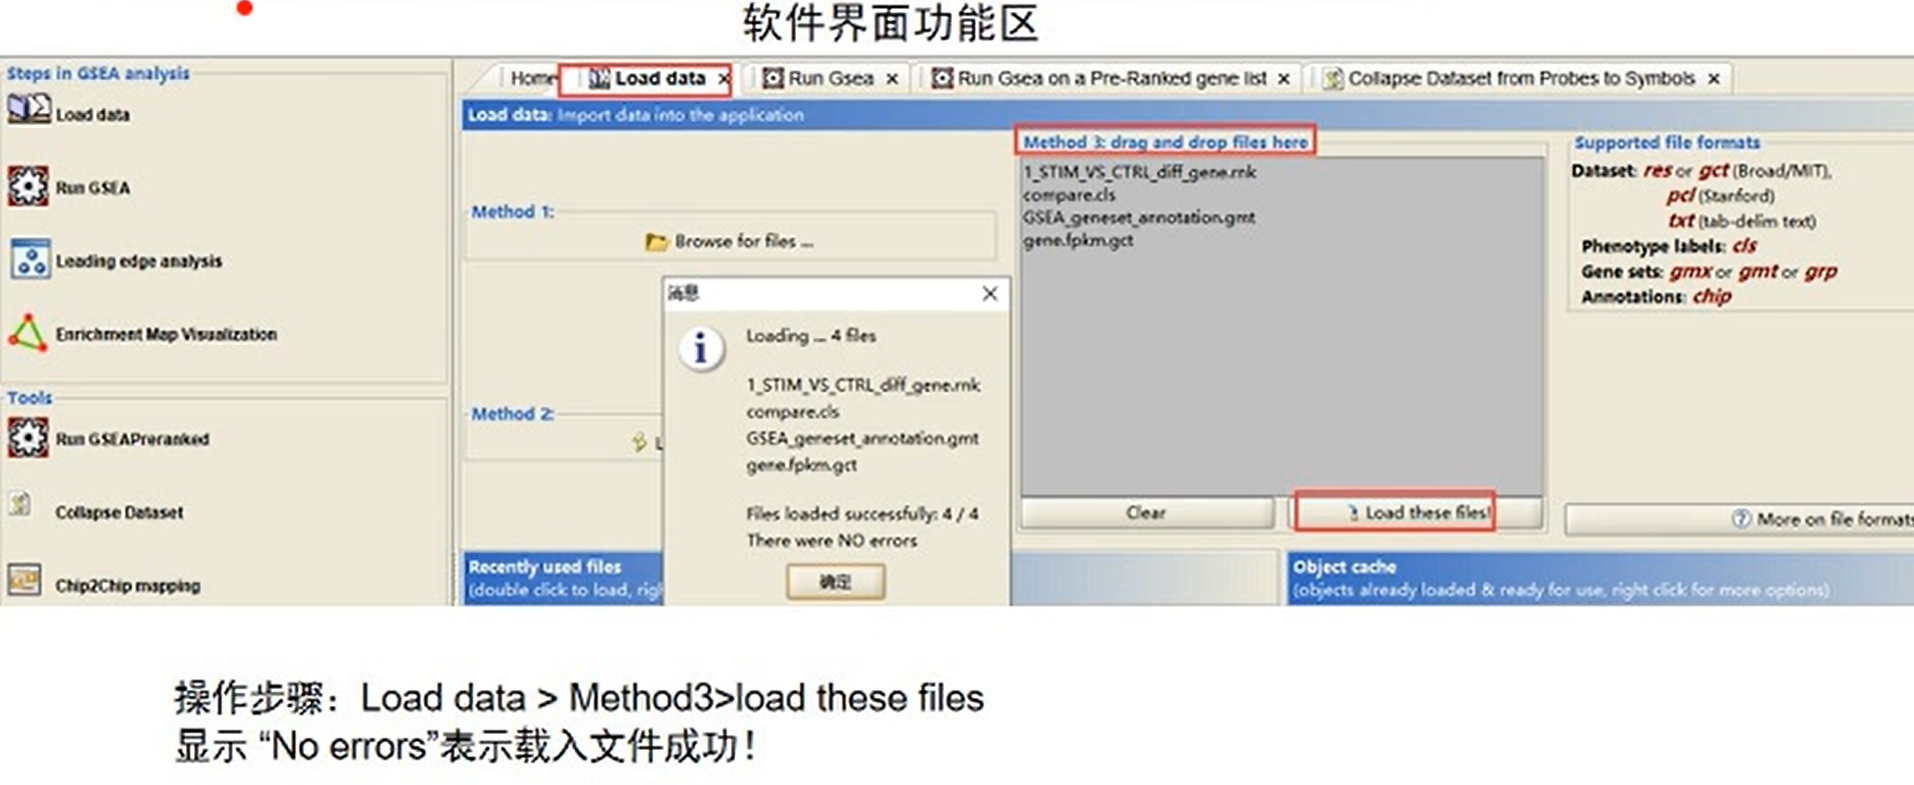 软件界面功能区
Steps in GSEA analysis
Load data
Run GSEA
Leading edge analysis
Enrichment Map Visualization
Tools
Run GSEAPreranked
Collapse Dataset
Chip2Chip mapping
Home
Load data ×
Run Gsea ×
Run Gsea on a Pre-Ranked gene list ×
Collapse Dataset from Probes to Symbols ×
Load data: Import data into the application
Method 1:
Browse for files ...
Method 2:
消息
Loading ... 4 files
1_STIM_VS_CTRL_diff_gene.rnk
compare.cls
GSEA_geneset_annotation.gmt
gene.fpkm.gct
Files loaded successfully: 4 / 4
There were NO errors
确定
Method 3: drag and drop files here
1_STIM_VS_CTRL_diff_gene.rnk
compare.cls
GSEA_geneset_annotation.gmt
gene.fpkm.gct
Clear
Load these files!
Supported file formats
Dataset: res or gct (Broad/MIT),
pcl (Stanford)
txt (tab-delim text)
Phenotype labels: cls
Gene sets: gmx or gmt or grp
Annotations: chip
More on file formats
Recently used files
(double click to load, righ
Object cache
(objects already loaded & ready for use, right click for more options)
操作步骤：Load data > Method3>load these files
显示 “No errors”表示载入文件成功！